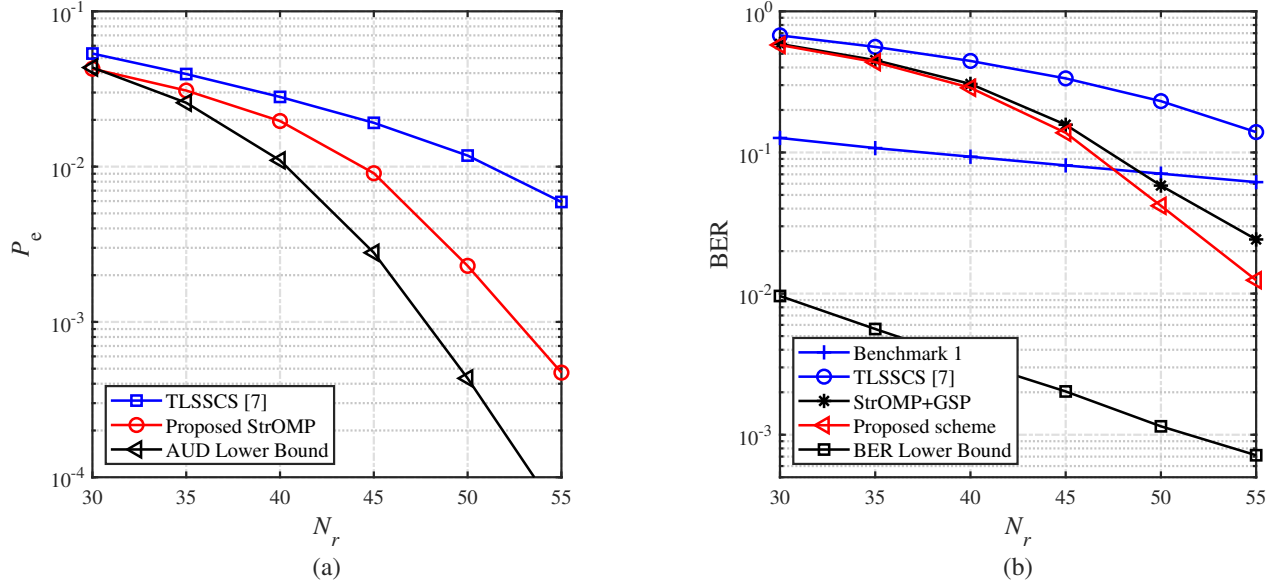 10^-1
10^-2
10^-3
10^-4
P_e
30 35 40 45 50 55
N_r
TLSSCS [7]
Proposed StrOMP
AUD Lower Bound
(a)
10^0
10^-1
10^-2
10^-3
BER
30 35 40 45 50 55
N_r
Benchmark 1
TLSSCS [7]
StrOMP+GSP
Proposed scheme
BER Lower Bound
(b)